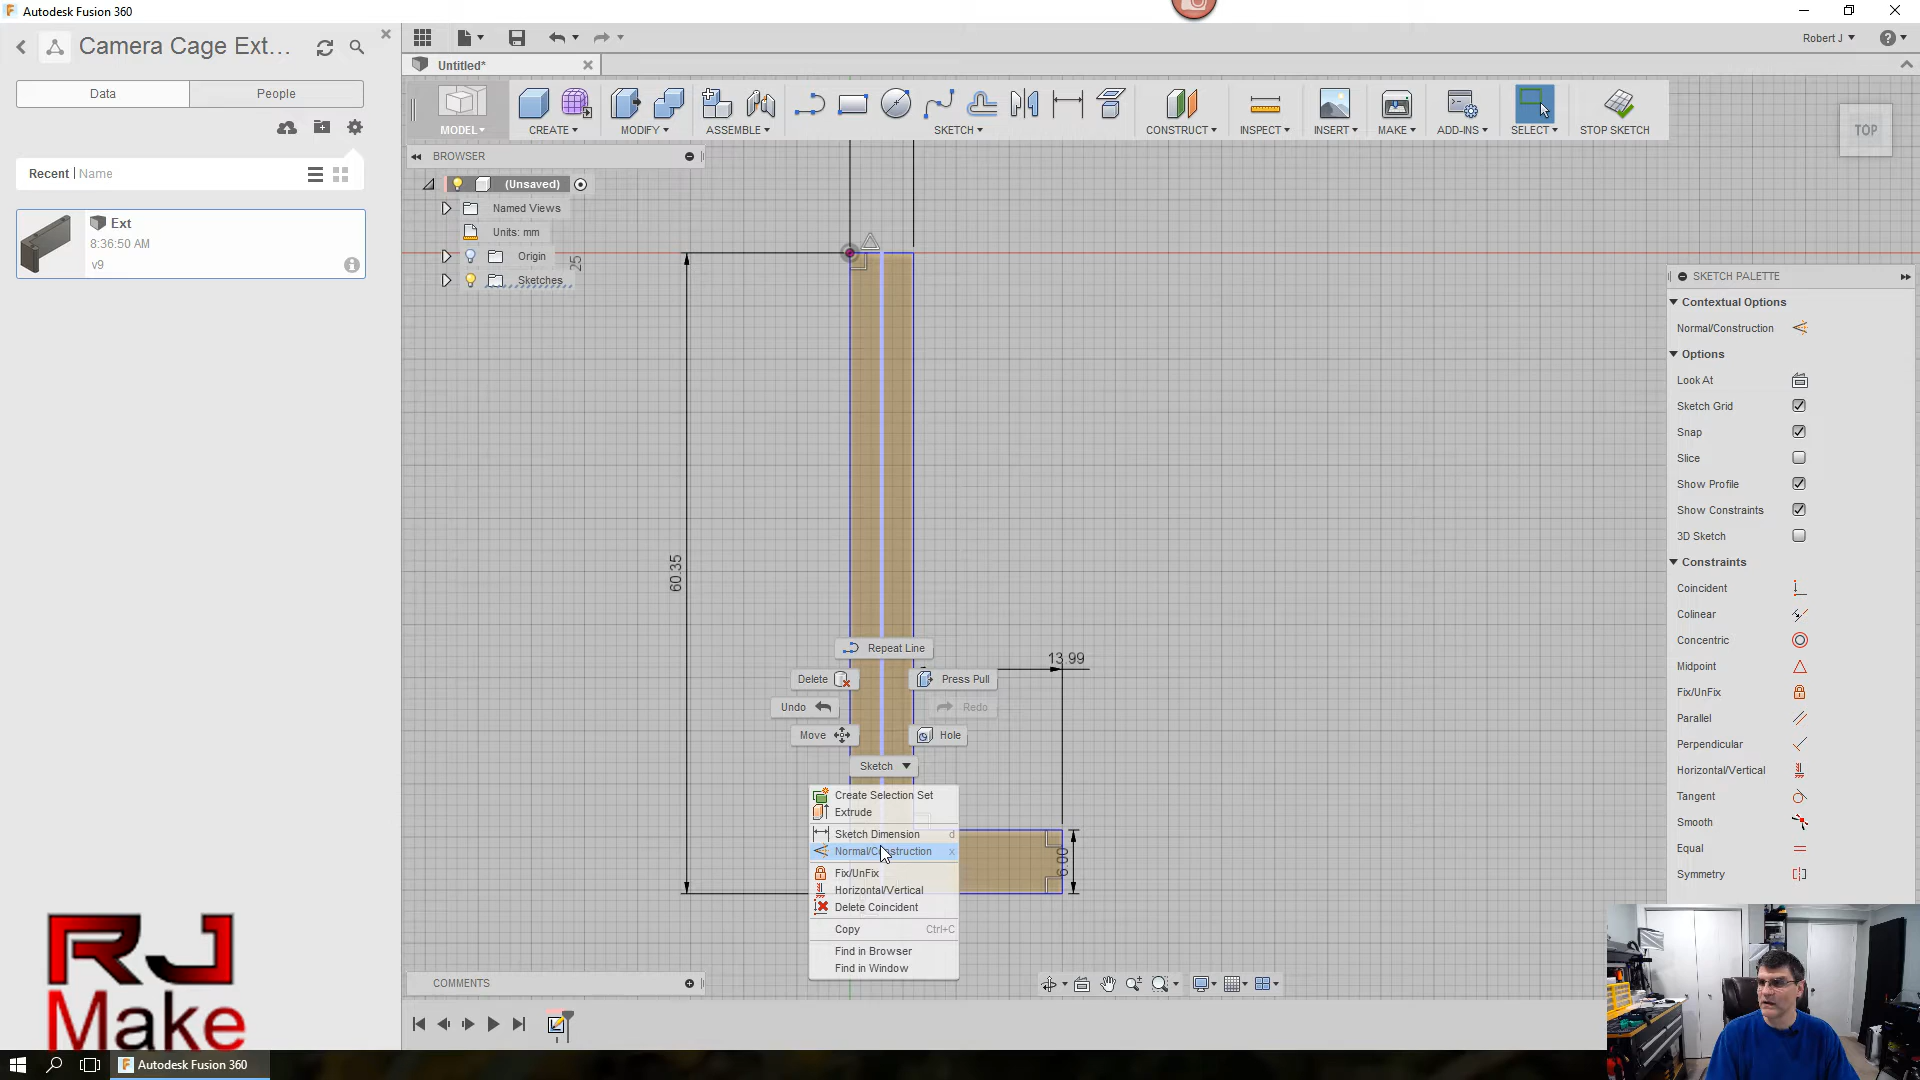 Autodesk Fusion 360
Camera Cage Ext...
Robert J
Untitled*
Data
People
MODEL
CREATE
MODIFY
ASSEMBLE
SKETCH
CONSTRUCT
INSPECT
INSERT
MAKE
ADD-INS
SELECT
STOP SKETCH
TOP
BROWSER
Recent
Name
(Unsaved)
Named Views
Units: mm
Origin
Sketches
25
Ext
8:36:50 AM
v9
60.35
13.99
6.00
Repeat Line
Delete
Press Pull
Undo
Redo
Move
Hole
Sketch
Create Selection Set
Extrude
Sketch Dimension d
Normal/Construction x
Fix/UnFix
Horizontal/Vertical
Delete Coincident
Copy Ctrl+C
Find in Browser
Find in Window
SKETCH PALETTE
Contextual Options
Normal/Construction
Options
Look At
Sketch Grid
Snap
Slice
Show Profile
Show Constraints
3D Sketch
Constraints
Coincident
Colinear
Concentric
Midpoint
Fix/UnFix
Parallel
Perpendicular
Horizontal/Vertical
Tangent
Smooth
Equal
Symmetry
COMMENTS
RJ
Make
Autodesk Fusion 360